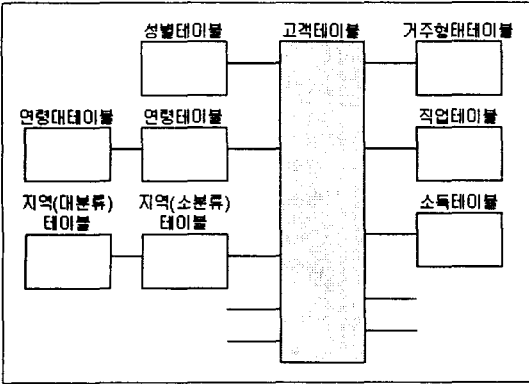 성별테이블 고객테이블 거주형태테이블
연령대테이블 연령테이블 직업테이블
지역(대분류) 지역(소분류) 소득테이블
테이블 테이블